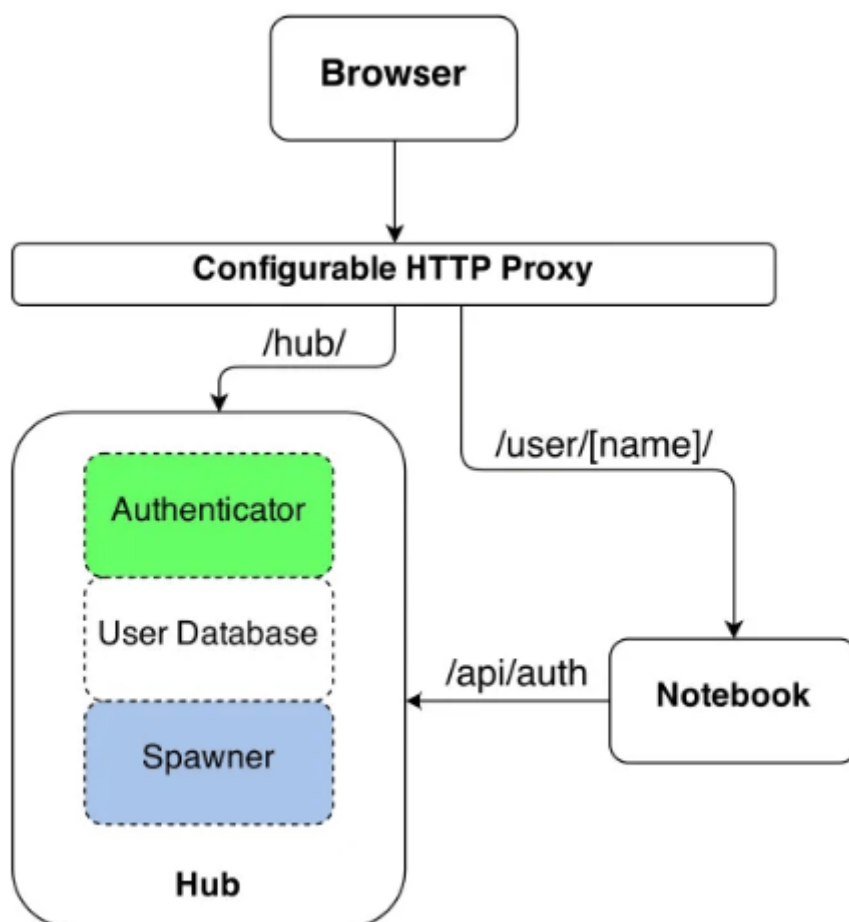 Browser
Configurable HTTP Proxy
/hub/
/user/[name]/
Authenticator
User Database
/api/auth
Notebook
Spawner
Hub